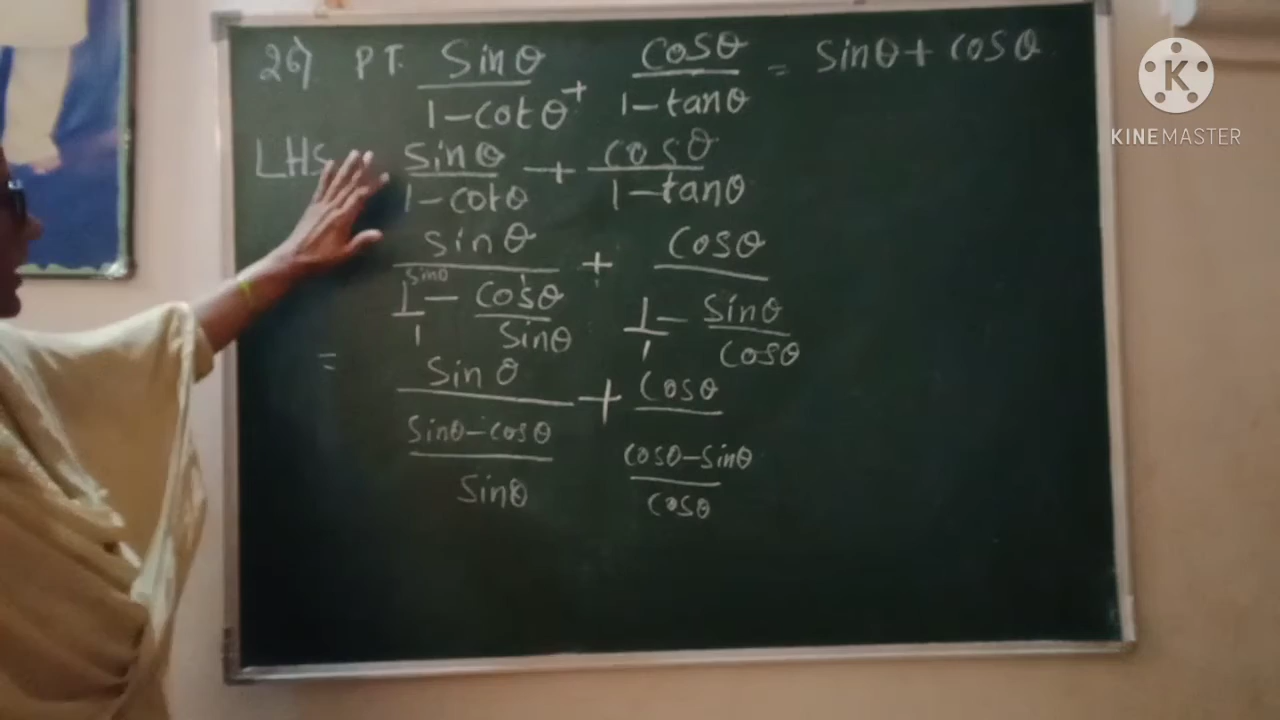 26) P.T. Sinθ/1-cotθ + cosθ/1-tanθ = sinθ + cosθ
LHS sinθ/1-cotθ + cosθ/1-tanθ
sinθ/(1/1 - cosθ/sinθ) + cosθ/(1/1 - sinθ/cosθ)
= sinθ/((sinθ-cosθ)/sinθ) + cosθ/((cosθ-sinθ)/cosθ)
K
KINEMASTER